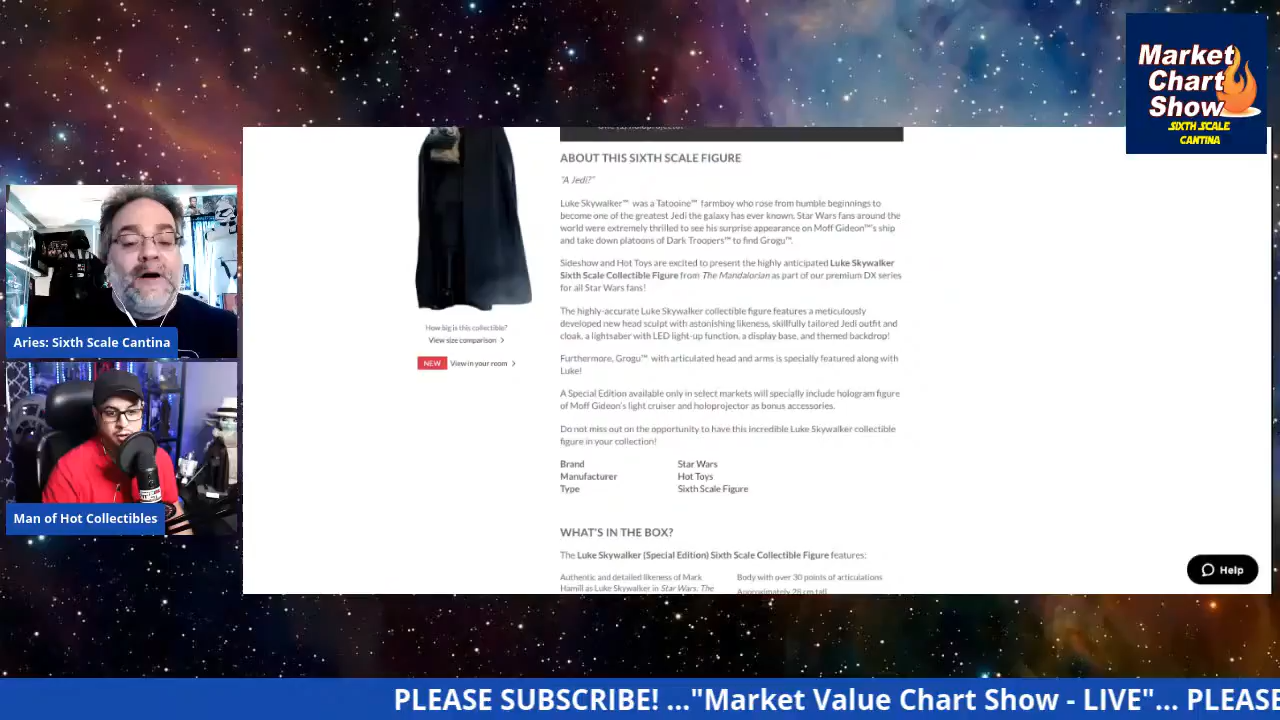 Market
Chart
Show
SIXTH SCALE
CANTINA
ABOUT THIS SIXTH SCALE FIGURE
"A Jedi?"
Luke Skywalker™ was a Tatooine™ farmboy who rose from humble beginnings to
become one of the greatest Jedi the galaxy has ever known. Star Wars fans around the
world were extremely thrilled to see his surprise appearance on Moff Gideon™'s ship
and take down platoons of Dark Troopers™ to find Grogu™.
Sideshow and Hot Toys are excited to present the highly anticipated Luke Skywalker
Sixth Scale Collectible Figure from The Mandalorian as part of our premium DX series
for all Star Wars fans!
The highly-accurate Luke Skywalker collectible figure features a meticulously
developed new head sculpt with astonishing likeness, skillfully tailored Jedi outfit and
cloak, a lightsaber with LED light-up function, a display base, and themed backdrop!
Furthermore, Grogu™ with articulated head and arms is specially featured along with
Luke!
A Special Edition available only in select markets will specially include hologram figure
of Moff Gideon's light cruiser and holoprojector as bonus accessories.
Do not miss out on the opportunity to have this incredible Luke Skywalker collectible
figure in your collection!
Brand Star Wars
Manufacturer Hot Toys
Type Sixth Scale Figure
WHAT'S IN THE BOX?
The Luke Skywalker (Special Edition) Sixth Scale Collectible Figure features:
Authentic and detailed likeness of Mark
Hamill as Luke Skywalker in Star Wars: The
Body with over 30 points of articulations
Approximately 28 cm tall
How big is this collectible?
View size comparison >
NEW View in your room >
Help
Aries: Sixth Scale Cantina
Man of Hot Collectibles
PLEASE SUBSCRIBE! ..."Market Value Chart Show - LIVE"... PLEASE